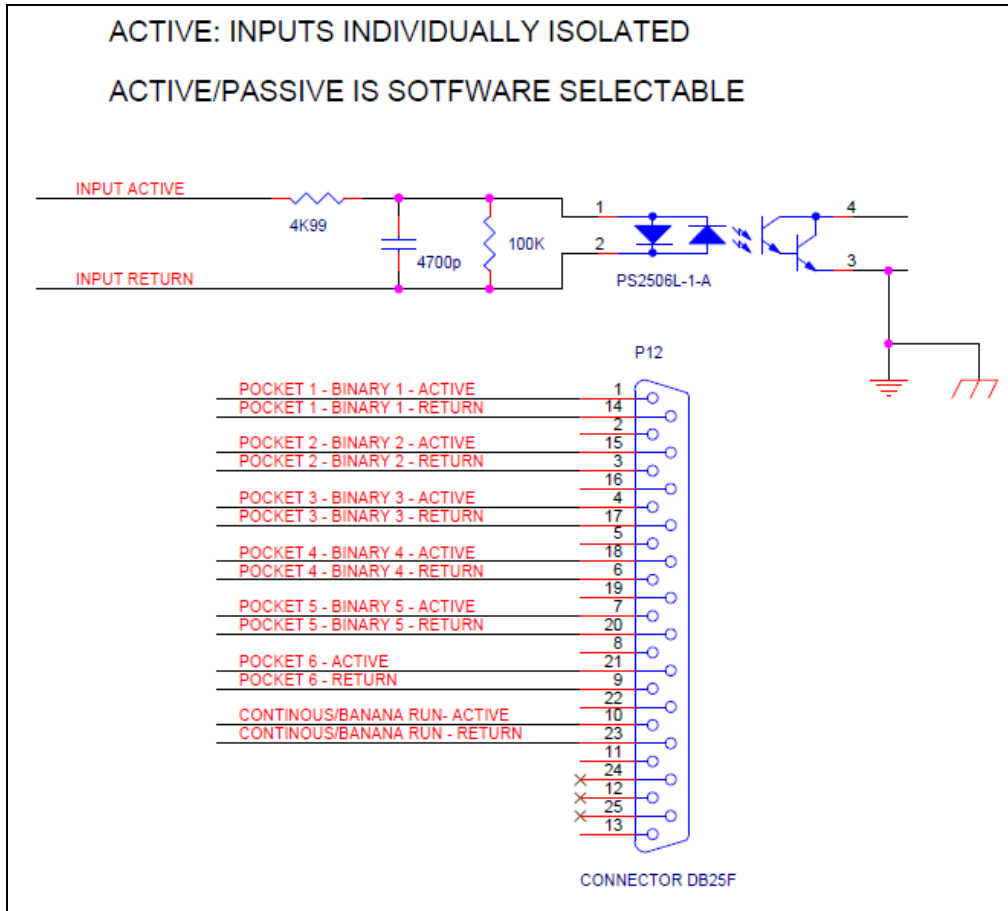 ACTIVE: INPUTS INDIVIDUALLY ISOLATED
ACTIVE/PASSIVE IS SOTFWARE SELECTABLE
INPUT ACTIVE
4K99
4700p
100K
INPUT RETURN
1
2
4
3
PS2506L-1-A
P12
POCKET 1 - BINARY 1 - ACTIVE 1
POCKET 1 - BINARY 1 - RETURN 14
2
POCKET 2 - BINARY 2 - ACTIVE 15
POCKET 2 - BINARY 2 - RETURN 3
16
POCKET 3 - BINARY 3 - ACTIVE 4
POCKET 3 - BINARY 3 - RETURN 17
5
POCKET 4 - BINARY 4 - ACTIVE 18
POCKET 4 - BINARY 4 - RETURN 6
19
POCKET 5 - BINARY 5 - ACTIVE 7
POCKET 5 - BINARY 5 - RETURN 20
8
POCKET 6 - ACTIVE 21
POCKET 6 - RETURN 9
22
CONTINOUS/BANANA RUN- ACTIVE 10
CONTINOUS/BANANA RUN - RETURN 23
11
24
12
25
13
CONNECTOR DB25F